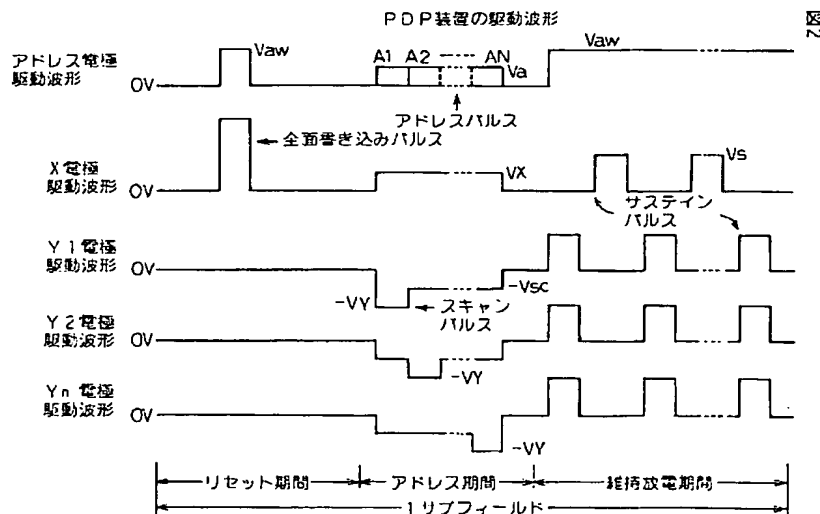 PDP装置の駆動波形
図2
アドレス電極
駆動波形
0V
Vaw
A1 A2 AN
Va
Vaw
アドレスパルス
全面書き込みパルス
X電極
駆動波形
0V
VX
Vs
サステイン
パルス
Y1電極
駆動波形
0V
-VY
-Vsc
スキャン
パルス
Y2電極
駆動波形
0V
-VY
Yn電極
駆動波形
0V
-VY
リセット期間
アドレス期間
維持放電期間
1サブフィールド